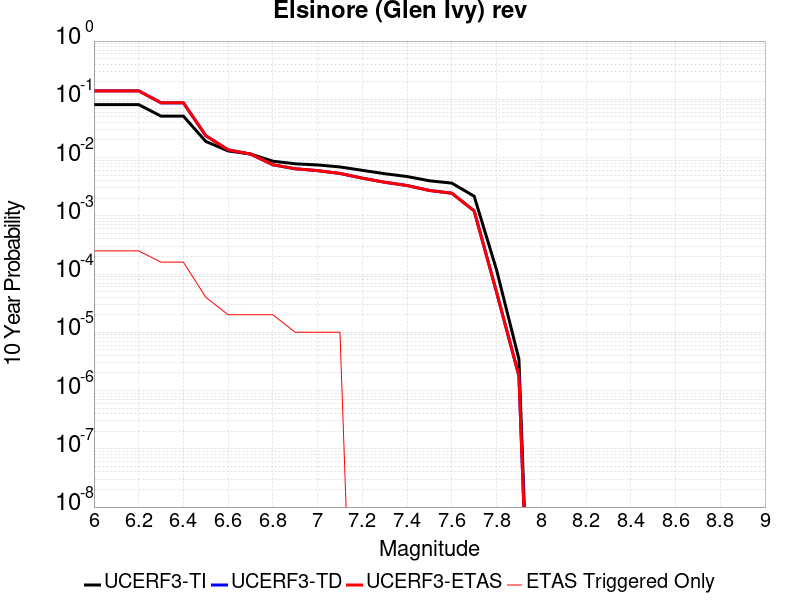 Elsinore (Glen Ivy) rev
10^0
10^-1
10^-2
10^-3
10^-4
10^-5
10^-6
10^-7
10^-8
10 Year Probability
6 6.2 6.4 6.6 6.8 7 7.2 7.4 7.6 7.8 8 8.2 8.4 8.6 8.8 9
Magnitude
UCERF3-TI UCERF3-TD UCERF3-ETAS ETAS Triggered Only